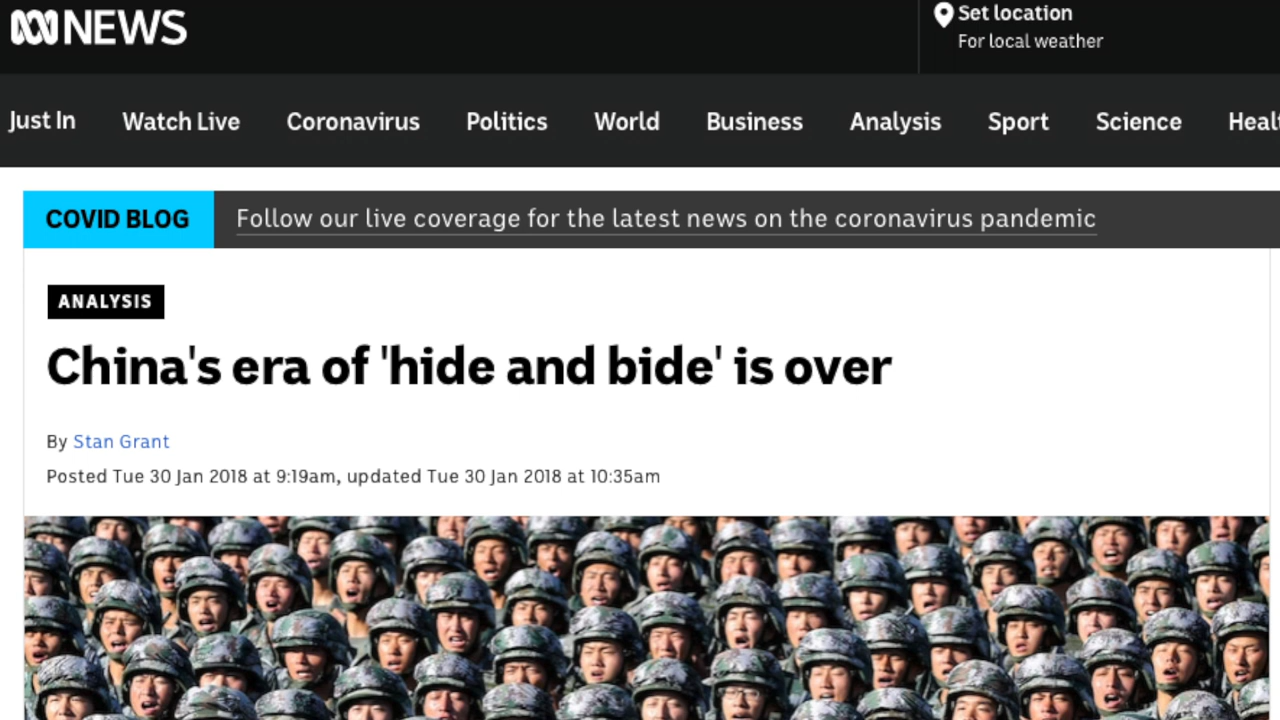 NEWS
Set location
For local weather
Just In Watch Live Coronavirus Politics World Business Analysis Sport Science
COVID BLOG Follow our live coverage for the latest news on the coronavirus pandemic
ANALYSIS
China's era of 'hide and bide' is over
By Stan Grant
Posted Tue 30 Jan 2018 at 9:19am, updated Tue 30 Jan 2018 at 10:35am